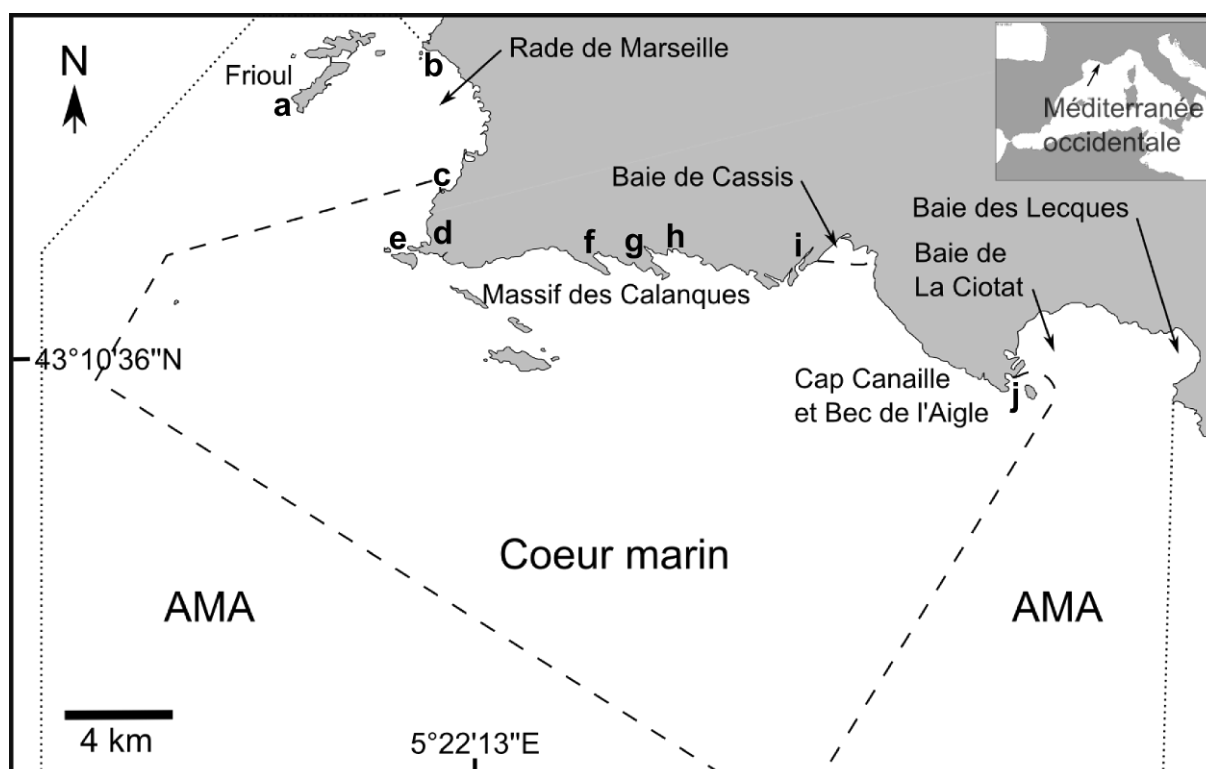 N
Frioul
a
b
Rade de Marseille
Méditerranée
occidentale
c
Baie de Cassis
Baie des Lecques
e
d
f
g
h
i
Baie de
La Ciotat
Massif des Calanques
43°10'36"N
Cap Canaille
et Bec de l'Aigle
j
Coeur marin
AMA
AMA
4 km
5°22'13"E